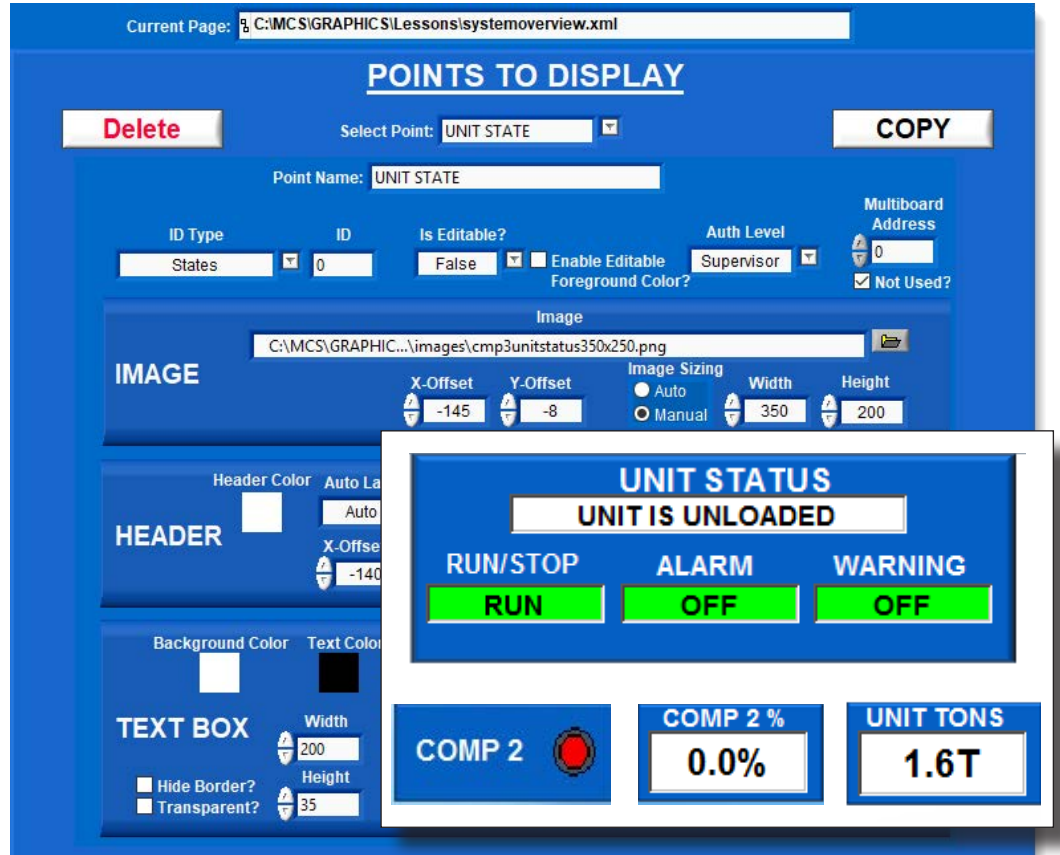 Current Page: C:\MCS\GRAPHICS\Lessons\systemoverview.xml
POINTS TO DISPLAY
Delete
Select Point: UNIT STATE
COPY
Point Name: UNIT STATE
Multiboard
Address
ID Type ID Is Editable? Auth Level
States 0 False Enable Editable
Foreground Color? Supervisor 0
Not Used?
Image
C:\MCS\GRAPHIC...\images\cmp3unitstatus350x250.png
IMAGE
X-Offset Y-Offset Image Sizing Width Height
Auto
-145 -8 Manual 350 200
Header Color Auto La
Auto
HEADER
X-Offse
-140
Background Color Text Colo
TEXT BOX
Width
200
Hide Border? Height
Transparent? 35
UNIT STATUS
UNIT IS UNLOADED
RUN/STOP ALARM WARNING
RUN OFF OFF
COMP 2
COMP 2 %
0.0%
UNIT TONS
1.6T